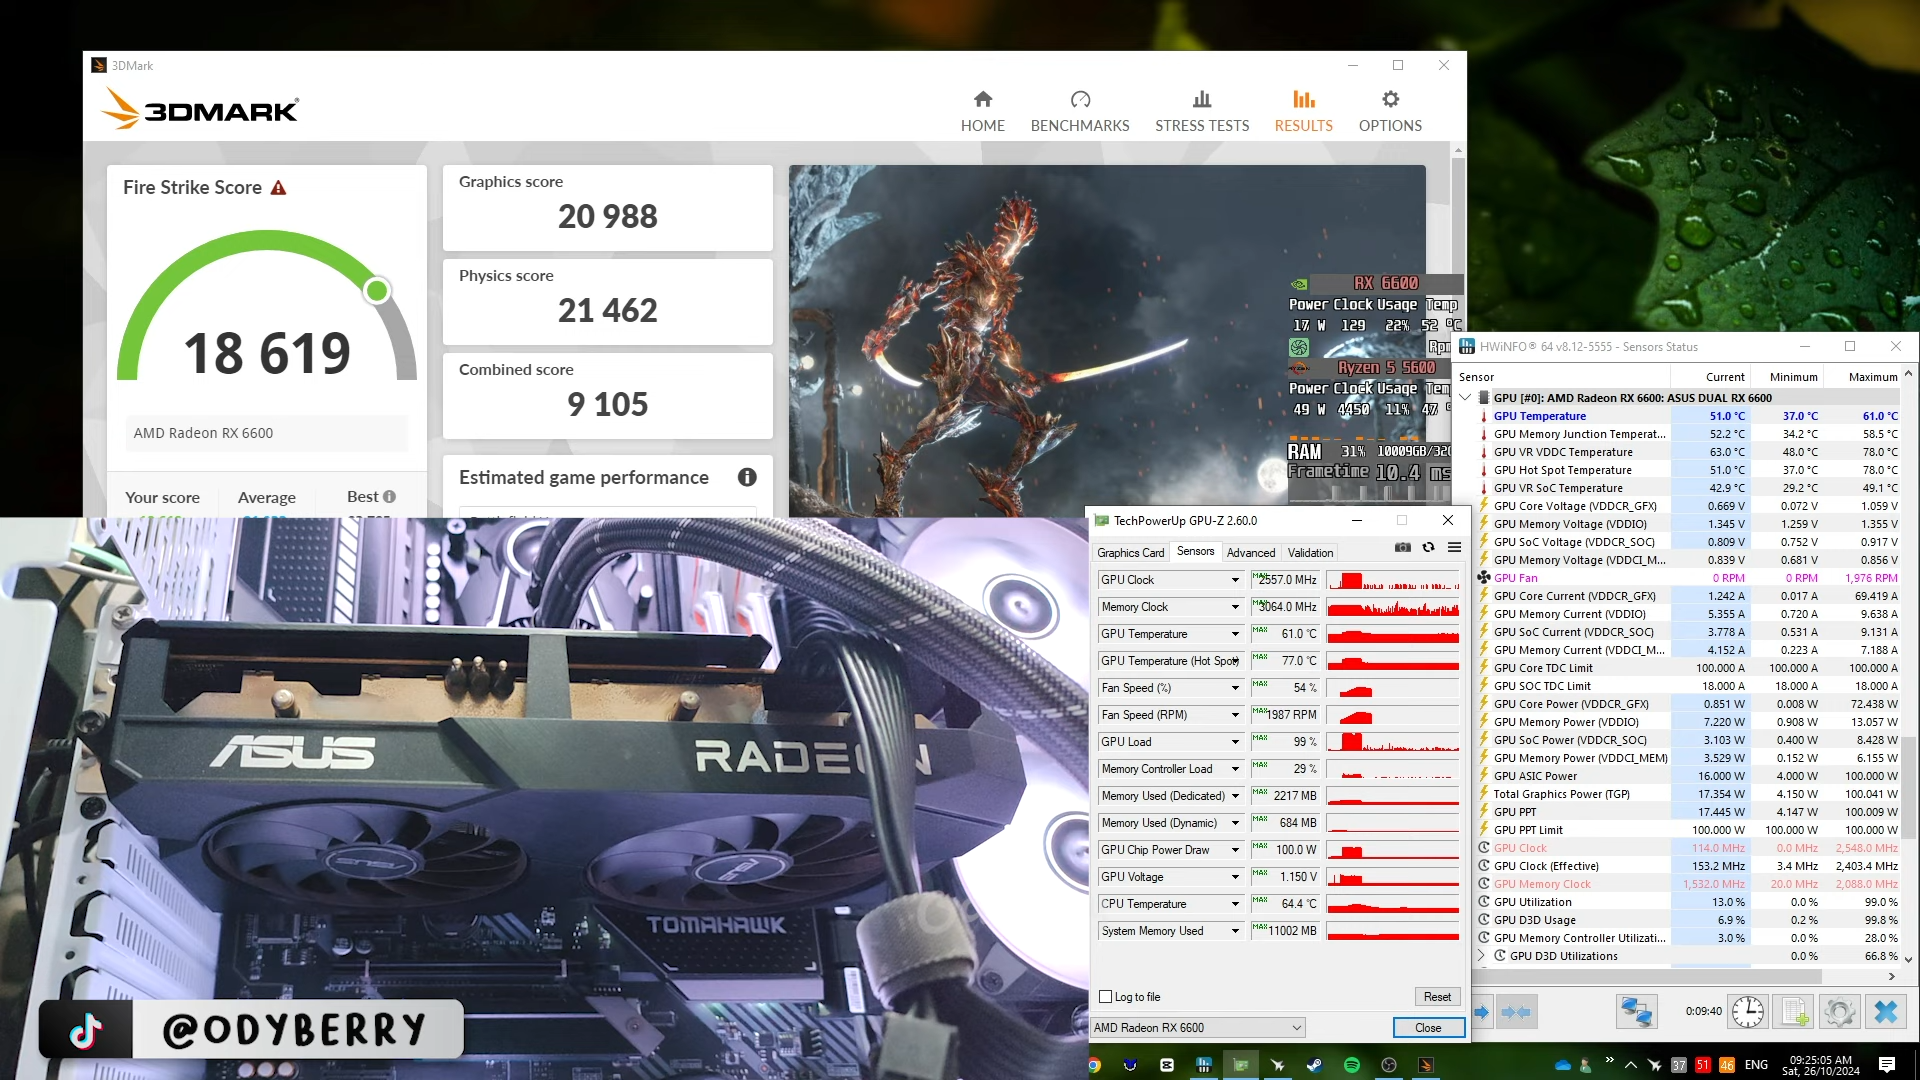 3DMark
3DMARK
HOME BENCHMARKS STRESS TESTS RESULTS OPTIONS
Fire Strike Score
18 619
AMD Radeon RX 6600
Your score Average Best
Graphics score
20 988
Physics score
21 462
Combined score
9 105
Estimated game performance
RX 6600
Power Clock Usage Temp
17 W 129 22% 52 °C
Ryzen 5 5600
Power Clock Usage
49 W 4450 11% 47 °
RAM 31%
Frametime 10.4 ms
HWiNFO® 64 v8.12-5555 - Sensors Status
Sensor Current Minimum Maximum
GPU [#0]: AMD Radeon RX 6600: ASUS DUAL RX 6600
GPU Temperature 51.0 °C 37.0 °C 61.0 °C
GPU Memory Junction Temperat... 52.2 °C 34.2 °C 58.5 °C
GPU VR VDDC Temperature 63.0 °C 48.0 °C 78.0 °C
GPU Hot Spot Temperature 51.0 °C 37.0 °C 78.0 °C
GPU VR SoC Temperature 42.9 °C 29.2 °C 49.1 °C
GPU Core Voltage (VDDCR_GFX) 0.669 V 0.072 V 1.059 V
GPU Memory Voltage (VDDIO) 1.345 V 1.259 V 1.355 V
GPU SoC Voltage (VDDCR_SOC) 0.809 V 0.752 V 0.917 V
GPU Memory Voltage (VDDCI_M... 0.839 V 0.681 V 0.856 V
GPU Fan 0 RPM 0 RPM 1,976 RPM
GPU Core Current (VDDCR_GFX) 1.242 A 0.017 A 69.419 A
GPU Memory Current (VDDIO) 5.355 A 0.720 A 9.638 A
GPU SoC Current (VDDCR_SOC) 3.778 A 0.531 A 9.131 A
GPU Memory Current (VDDCI_M... 4.152 A 0.223 A 7.188 A
GPU Core TDC Limit 100.000 A 100.000 A 100.000 A
GPU SOC TDC Limit 18.000 A 18.000 A 18.000 A
GPU Core Power (VDDCR_GFX) 0.851 W 0.008 W 72.438 W
GPU Memory Power (VDDIO) 7.220 W 0.908 W 13.057 W
GPU SoC Power (VDDCR_SOC) 3.103 W 0.400 W 8.428 W
GPU Memory Power (VDDCI_MEM) 3.529 W 0.152 W 6.155 W
GPU ASIC Power 16.000 W 4.000 W 100.000 W
Total Graphics Power (TGP) 17.354 W 4.150 W 100.041 W
GPU PPT 17.445 W 4.147 W 100.009 W
GPU PPT Limit 100.000 W 100.000 W 100.000 W
GPU Clock 114.0 MHz 0.0 MHz 2,548.0 MHz
GPU Clock (Effective) 153.2 MHz 3.4 MHz 2,403.4 MHz
GPU Memory Clock 1,532.0 MHz 20.0 MHz 2,088.0 MHz
GPU Utilization 13.0 % 0.0 % 99.0 %
GPU D3D Usage 6.9 % 0.2 % 99.8 %
GPU Memory Controller Utilizati... 3.0 % 0.0 % 28.0 %
GPU D3D Utilizations 0.0 % 66.8 %
0:09:40
TechPowerUp GPU-Z 2.60.0
Graphics Card Sensors Advanced Validation
GPU Clock MAX 2557.0 MHz
Memory Clock MAX 3064.0 MHz
GPU Temperature MAX 61.0 °C
GPU Temperature (Hot Spot) MAX 77.0 °C
Fan Speed (%) MAX 54 %
Fan Speed (RPM) MAX 1987 RPM
GPU Load MAX 99 %
Memory Controller Load MAX 29 %
Memory Used (Dedicated) MAX 2217 MB
Memory Used (Dynamic) MAX 684 MB
GPU Chip Power Draw MAX 100.0 W
GPU Voltage MAX 1.150 V
CPU Temperature MAX 64.4 °C
System Memory Used MAX 11002 MB
Log to file Reset
AMD Radeon RX 6600 Close
ASUS RADEON
ASUS
TOMAHAWK
@ODYBERRY
37 51 46 ENG
09:25:05 AM
Sat, 26/10/2024